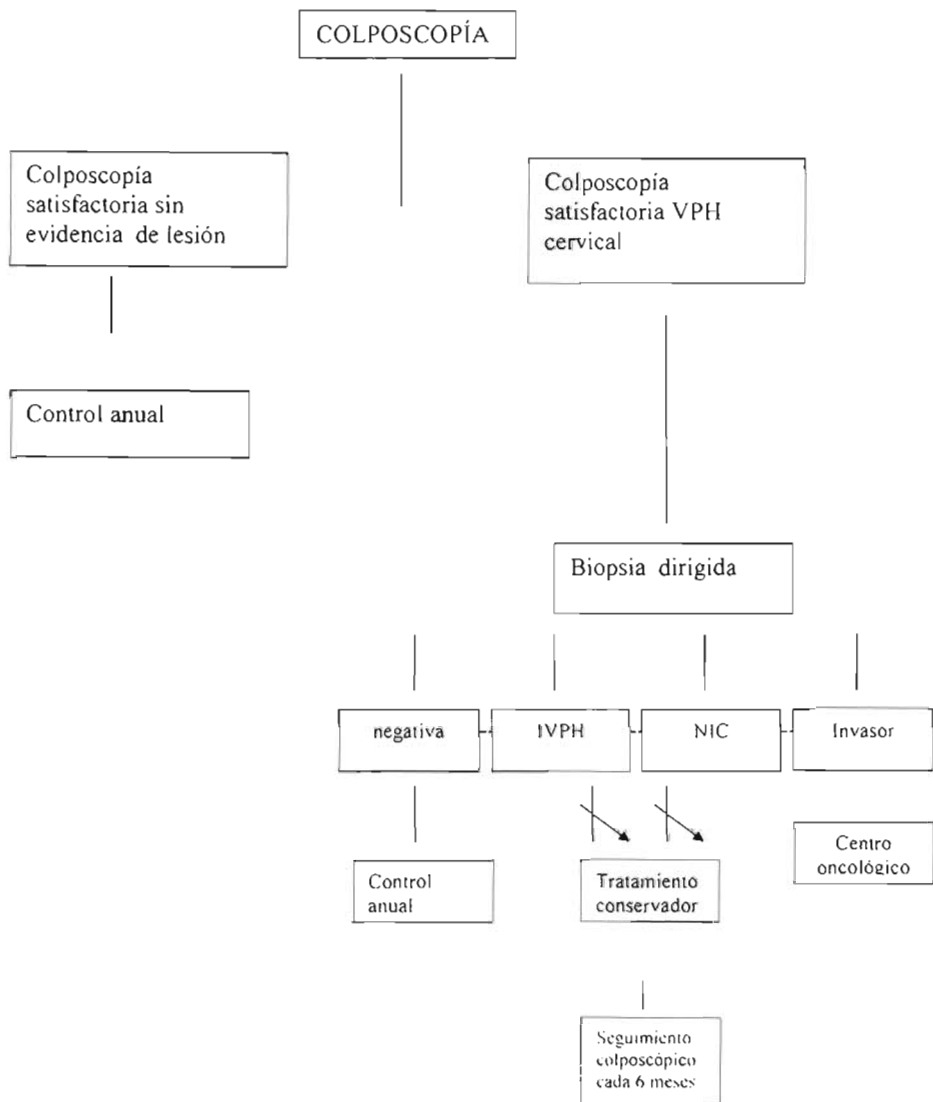 COLPOSCOPÍA
Colposcopía
satisfactoria sin
evidencia de lesión
Colposcopía
satisfactoria VPH
cervical
Control anual
Biopsia dirigida
negativa
IVPH
NIC
Invasor
Control
anual
Tratamiento
conservador
Centro
oncológico
Seguimiento
colposcópico
cada 6 meses